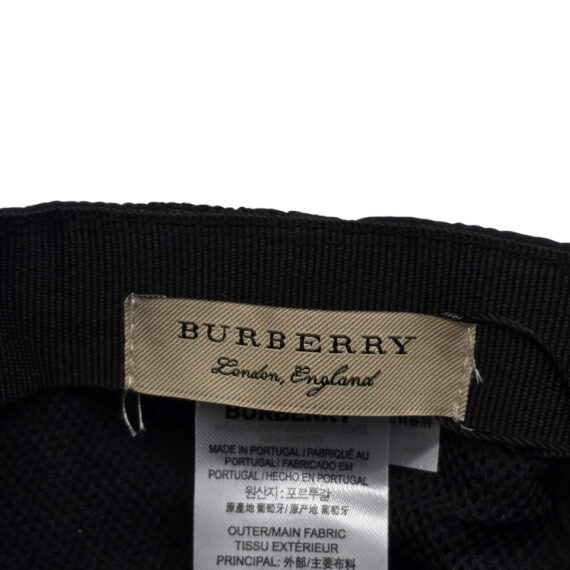 BURBERRY
London, England
BURBERRY
MADE IN PORTUGAL/FABRIQUÉ AU
PORTUGAL/ FABRICADO EM
PORTUGAL/HECHO EN PORTUGAL
원산지: 포르투갈
原產地 葡萄牙/ 原产地 葡萄牙
OUTER/MAIN FABRIC
TISSU EXTÉRIEUR
PRINCIPAL: 外部/主要布料